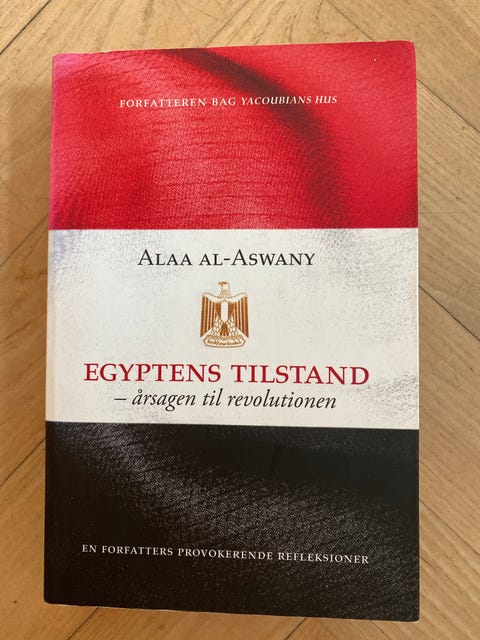 FORFATTEREN BAG YACOUBIANS HUS
ALAA AL-ASWANY
EGYPTENS TILSTAND
– årsagen til revolutionen
EN FORFATTERS PROVOKERENDE REFLEKSIONER